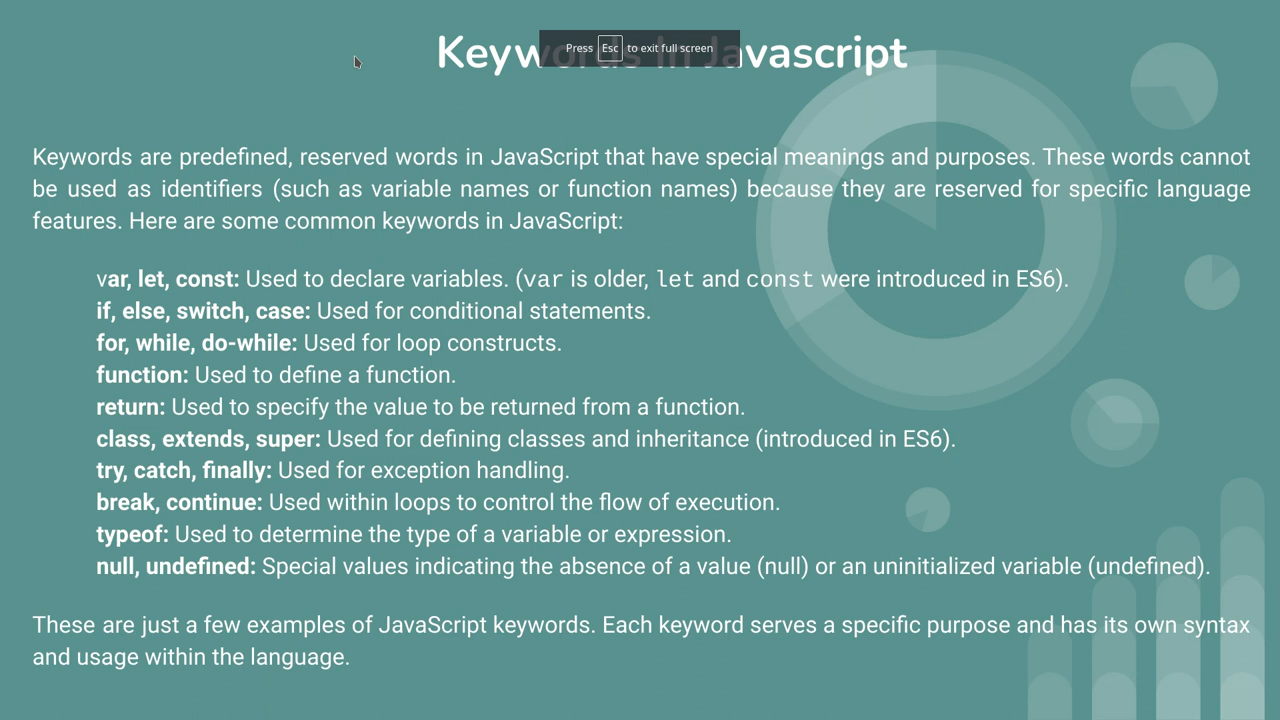 Keywords in Javascript
Press Esc to exit full screen
Keywords are predefined, reserved words in JavaScript that have special meanings and purposes. These words cannot
be used as identifiers (such as variable names or function names) because they are reserved for specific language
features. Here are some common keywords in JavaScript:
var, let, const: Used to declare variables. (var is older, let and const were introduced in ES6).
if, else, switch, case: Used for conditional statements.
for, while, do-while: Used for loop constructs.
function: Used to define a function.
return: Used to specify the value to be returned from a function.
class, extends, super: Used for defining classes and inheritance (introduced in ES6).
try, catch, finally: Used for exception handling.
break, continue: Used within loops to control the flow of execution.
typeof: Used to determine the type of a variable or expression.
null, undefined: Special values indicating the absence of a value (null) or an uninitialized variable (undefined).
These are just a few examples of JavaScript keywords. Each keyword serves a specific purpose and has its own syntax
and usage within the language.